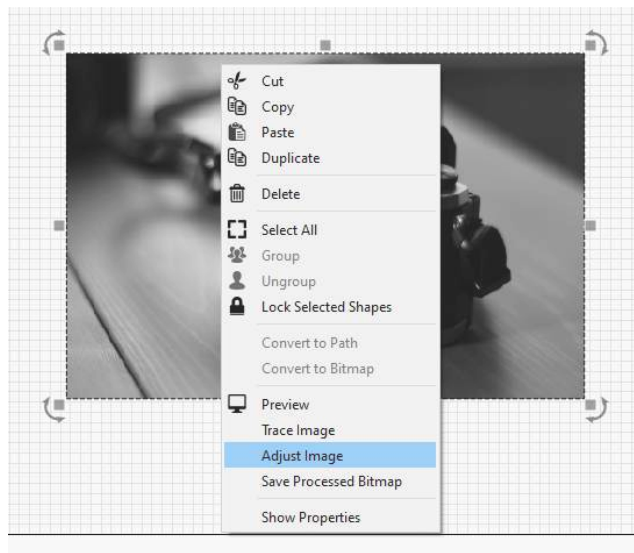 Cut
Copy
Paste
Duplicate
Delete
Select All
Group
Ungroup
Lock Selected Shapes
Convert to Path
Convert to Bitmap
Preview
Trace Image
Adjust Image
Save Processed Bitmap
Show Properties